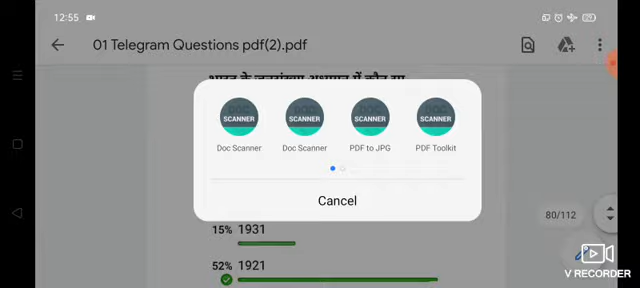 12:55
01 Telegram Questions pdf(2).pdf
SCANNER SCANNER SCANNER SCANNER
Doc Scanner Doc Scanner PDF to JPG PDF Toolkit
Cancel
80/112
15% 1931
52% 1921
V RECORDER